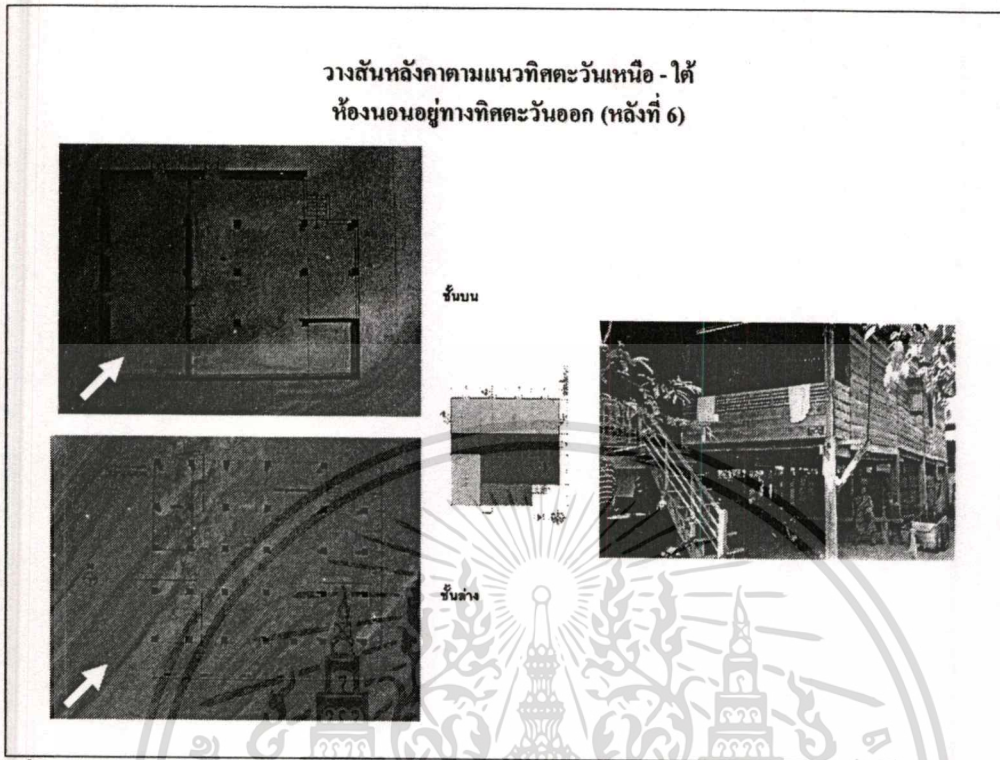 วางสันหลังคาตามแนวทิศตะวันเหนือ - ใต้
ห้องนอนอยู่ทางทิศตะวันออก (หลังที่ 6)
ชั้นบน
ชั้นล่าง